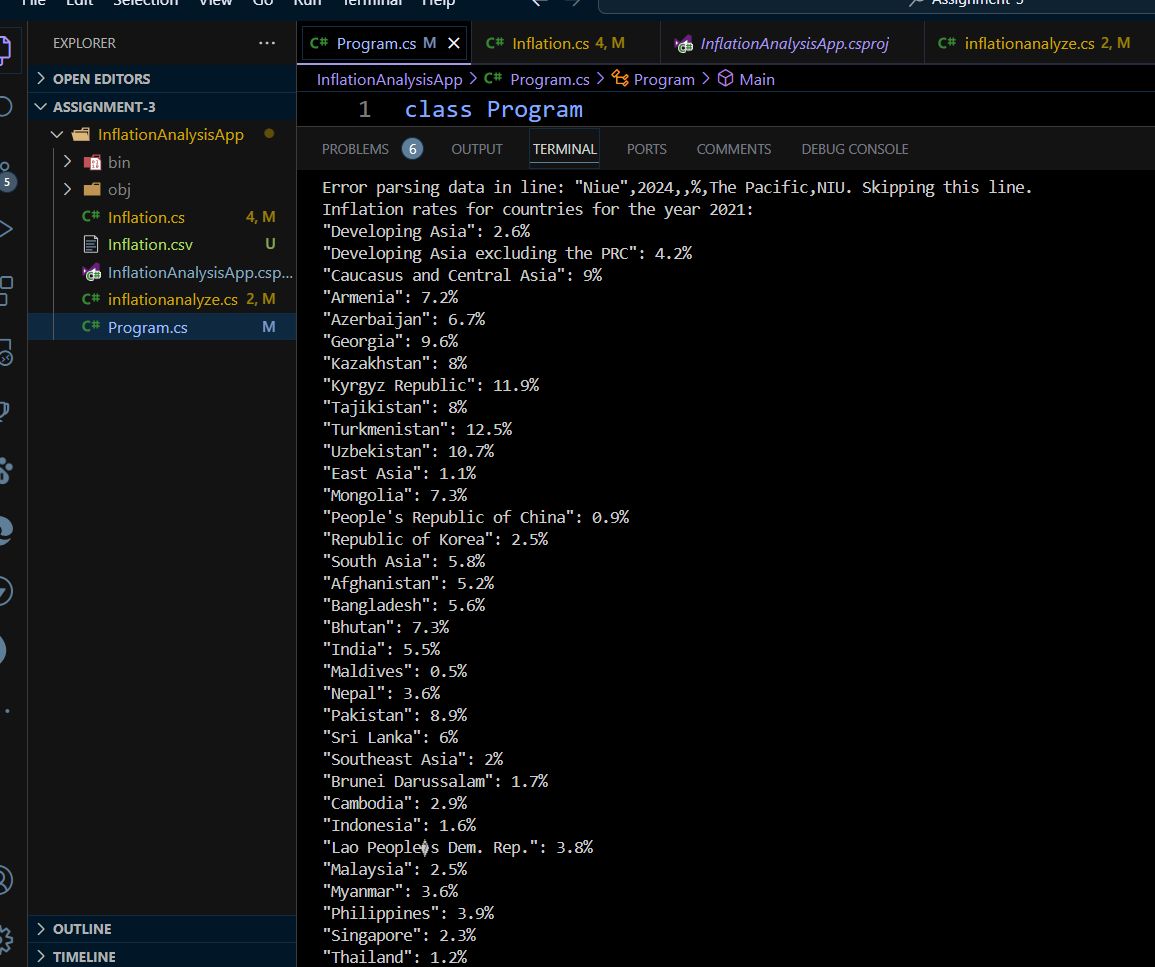 File Edit Selection View Go Run Terminal Help
Assignment-3
EXPLORER
OPEN EDITORS
ASSIGNMENT-3
InflationAnalysisApp
bin
obj
Inflation.cs 4, M
Inflation.csv U
InflationAnalysisApp.csp...
inflationanalyze.cs 2, M
Program.cs M
OUTLINE
TIMELINE
5
C# Program.cs M
C# Inflation.cs 4, M
InflationAnalysisApp.csproj
C# inflationanalyze.cs 2, M
InflationAnalysisApp > C# Program.cs > Program > Main
1 class Program
PROBLEMS 6 OUTPUT TERMINAL PORTS COMMENTS DEBUG CONSOLE
Error parsing data in line: "Niue",2024,,%,The Pacific,NIU. Skipping this line.
Inflation rates for countries for the year 2021:
"Developing Asia": 2.6%
"Developing Asia excluding the PRC": 4.2%
"Caucasus and Central Asia": 9%
"Armenia": 7.2%
"Azerbaijan": 6.7%
"Georgia": 9.6%
"Kazakhstan": 8%
"Kyrgyz Republic": 11.9%
"Tajikistan": 8%
"Turkmenistan": 12.5%
"Uzbekistan": 10.7%
"East Asia": 1.1%
"Mongolia": 7.3%
"People's Republic of China": 0.9%
"Republic of Korea": 2.5%
"South Asia": 5.8%
"Afghanistan": 5.2%
"Bangladesh": 5.6%
"Bhutan": 7.3%
"India": 5.5%
"Maldives": 0.5%
"Nepal": 3.6%
"Pakistan": 8.9%
"Sri Lanka": 6%
"Southeast Asia": 2%
"Brunei Darussalam": 1.7%
"Cambodia": 2.9%
"Indonesia": 1.6%
"Lao People�s Dem. Rep.": 3.8%
"Malaysia": 2.5%
"Myanmar": 3.6%
"Philippines": 3.9%
"Singapore": 2.3%
"Thailand": 1.2%